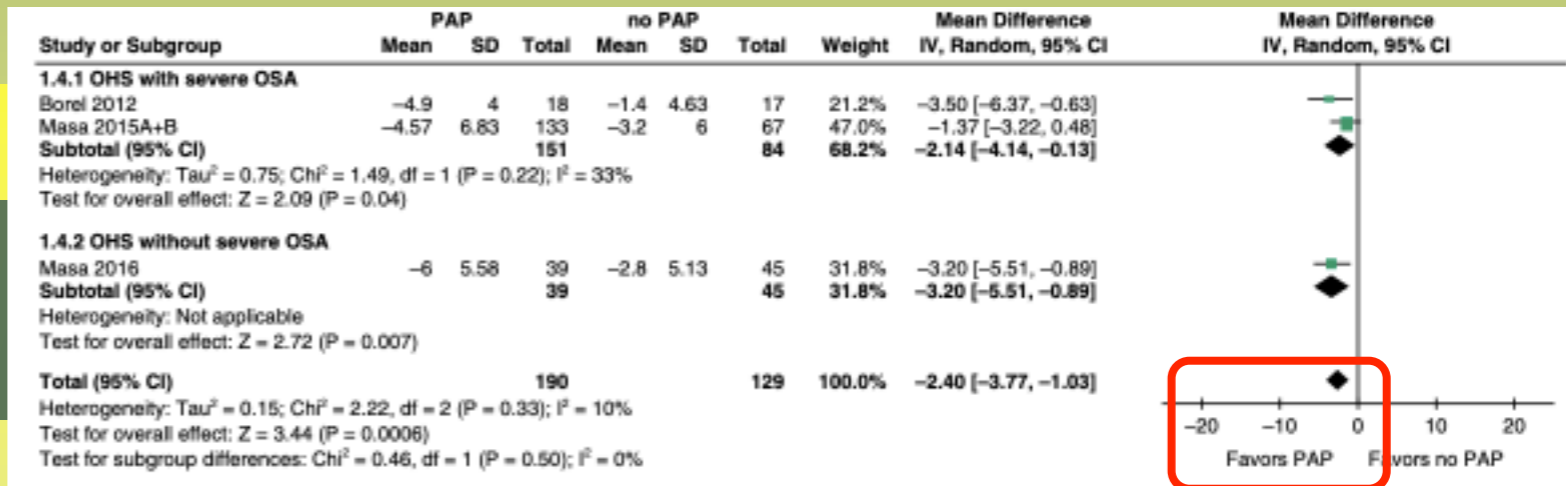 PAP no PAP Mean Difference Mean Difference
Study or Subgroup Mean SD Total Mean SD Total Weight IV, Random, 95% CI IV, Random, 95% CI
1.4.1 OHS with severe OSA
Borel 2012 −4.9 4 18 −1.4 4.63 17 21.2% −3.50 [−6.37, −0.63]
Masa 2015A+B −4.57 6.83 133 −3.2 6 67 47.0% −1.37 [−3.22, 0.48]
Subtotal (95% CI) 151 84 68.2% −2.14 [−4.14, −0.13]
Heterogeneity: Tau² = 0.75; Chi² = 1.49, df = 1 (P = 0.22); I² = 33%
Test for overall effect: Z = 2.09 (P = 0.04)
1.4.2 OHS without severe OSA
Masa 2016 −6 5.58 39 −2.8 5.13 45 31.8% −3.20 [−5.51, −0.89]
Subtotal (95% CI) 39 45 31.8% −3.20 [−5.51, −0.89]
Heterogeneity: Not applicable
Test for overall effect: Z = 2.72 (P = 0.007)
Total (95% CI) 190 129 100.0% −2.40 [−3.77, −1.03]
Heterogeneity: Tau² = 0.15; Chi² = 2.22, df = 2 (P = 0.33); I² = 10%
Test for overall effect: Z = 3.44 (P = 0.0006)
Test for subgroup differences: Chi² = 0.46, df = 1 (P = 0.50); I² = 0%
−20 −10 0 10 20
Favors PAP Favors no PAP